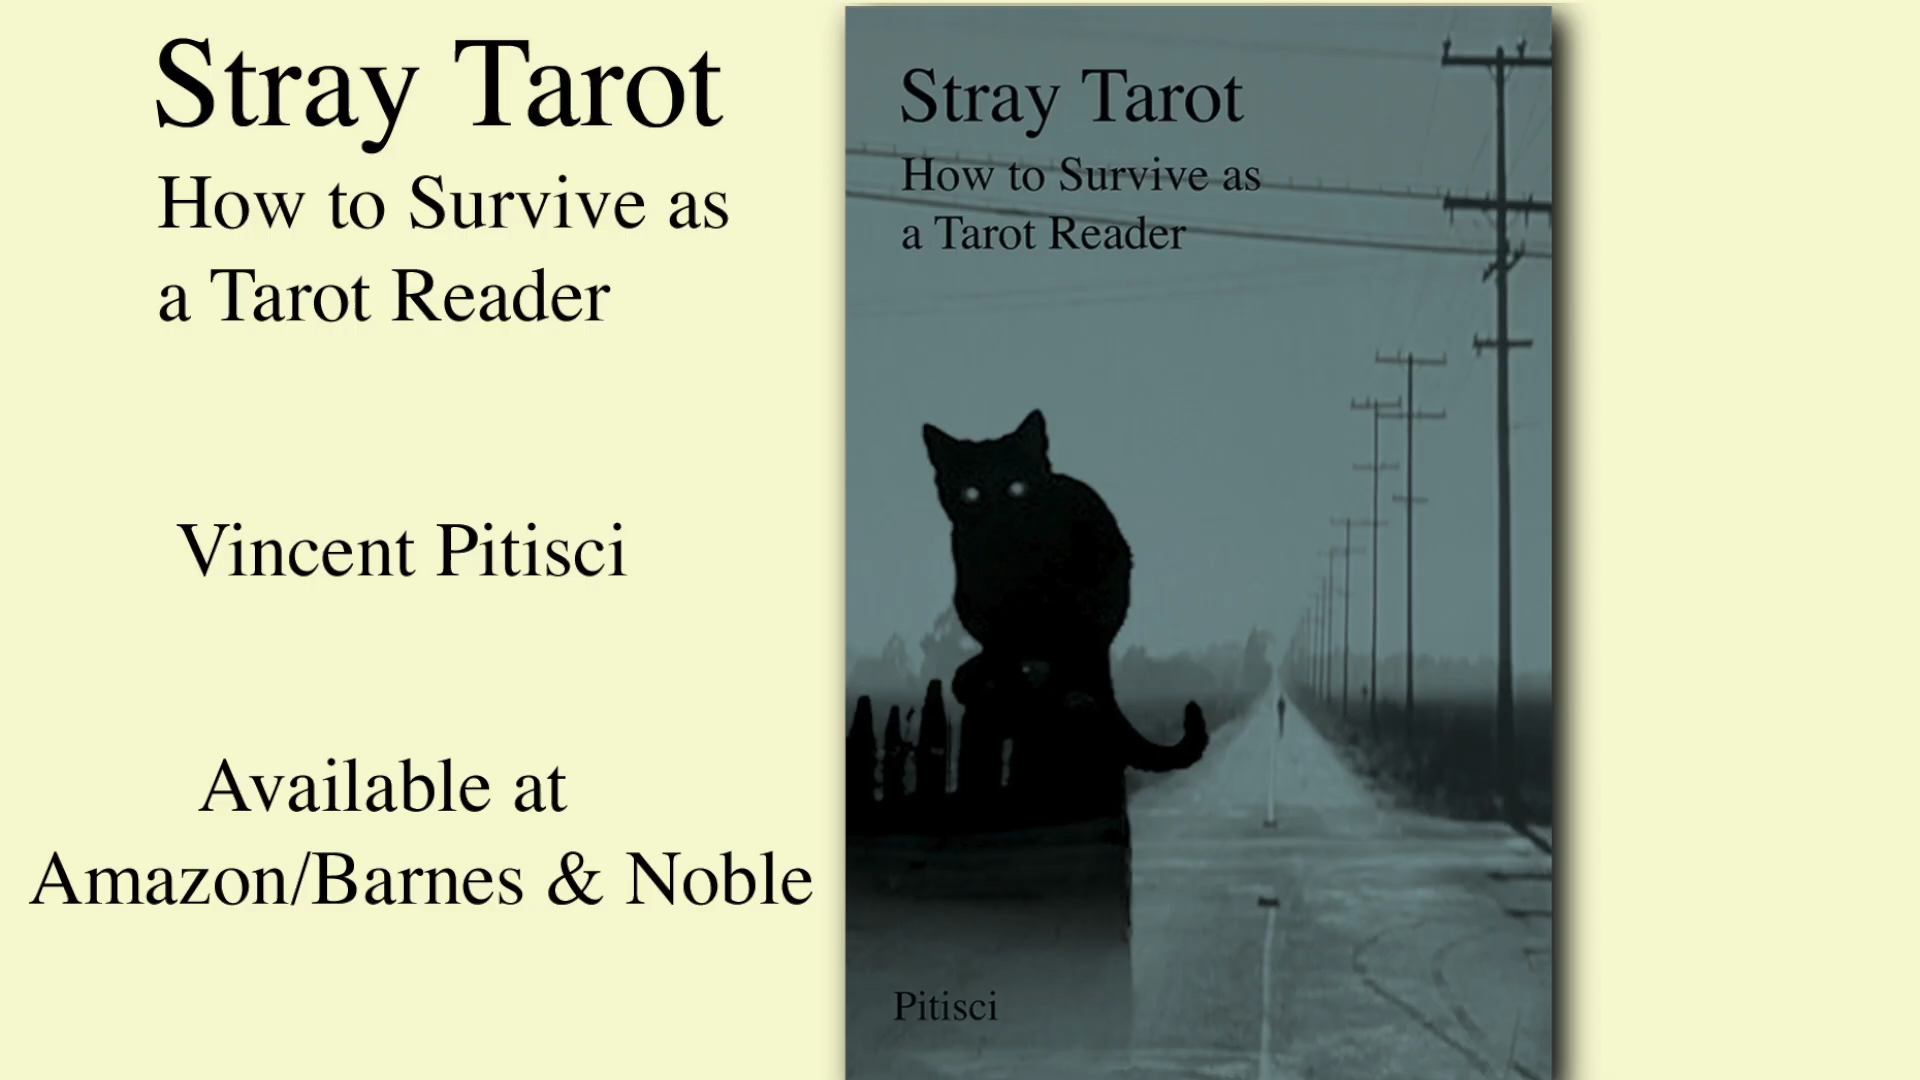 Stray Tarot
How to Survive as
a Tarot Reader
Vincent Pitisci
Available at
Amazon/Barnes & Noble
Stray Tarot
How to Survive as
a Tarot Reader
Pitisci